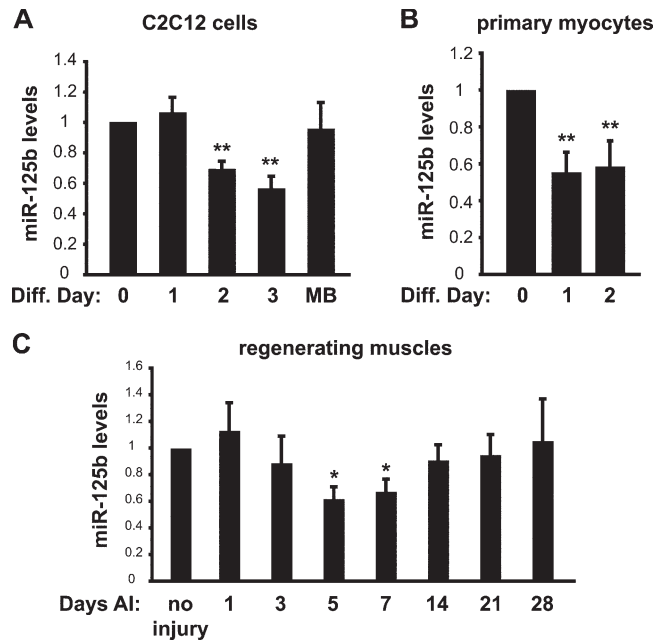 A
C2C12 cells
miR-125b levels
1.4
1.2
1
0.8
0.6
0.4
0.2
0
**
**
Diff. Day: 0 1 2 3 MB
B
primary myocytes
miR-125b levels
1.2
1
0.8
0.6
0.4
0.2
0
**
**
Diff. Day: 0 1 2
C
regenerating muscles
miR-125b levels
1.6
1.4
1.2
1
0.8
0.6
0.4
0.2
0
*
*
Days AI: no 1 3 5 7 14 21 28
injury